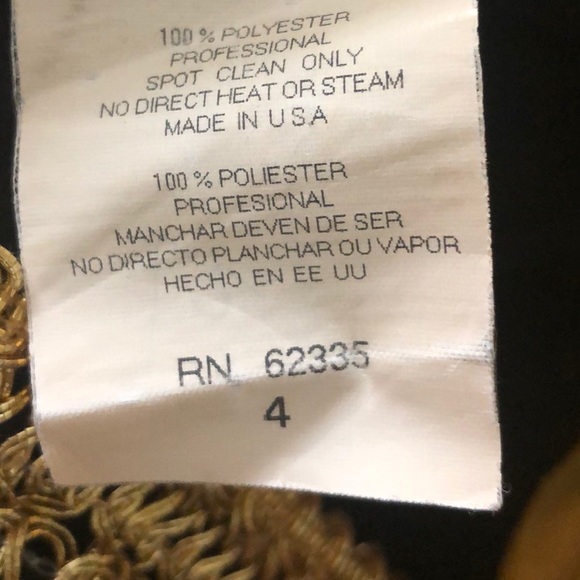 100 % POLYESTER
PROFESSIONAL
SPOT CLEAN ONLY
NO DIRECT HEAT OR STEAM
MADE IN U S A
100 % POLIESTER
PROFESIONAL
MANCHAR DEVEN DE SER
NO DIRECTO PLANCHAR OU VAPOR
HECHO EN EE UU
RN 62335
4